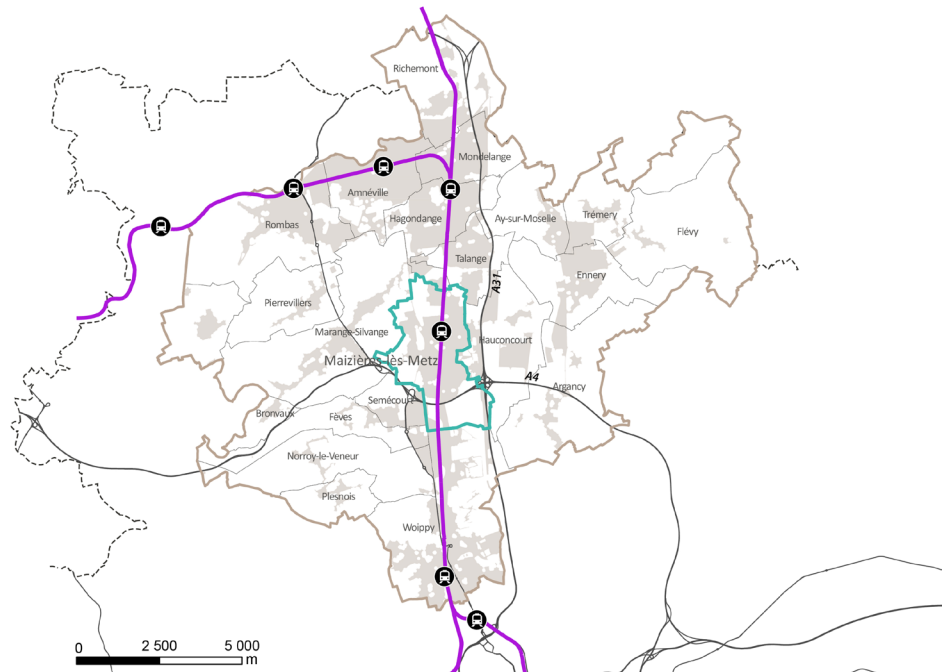 Richemont
Mondelange
Amnéville
Rombas
Hagondange
Ay-sur-Moselle
Trémery
Flévy
Talange
Ennery
A31
Pierrevillers
Marange-Silvange
Hauconcourt
Maizières-lès-Metz
A4
Argancy
Semécourt
Bronvaux
Fèves
Norroy-le-Veneur
Plesnois
Woippy
0 2 500 5 000
m